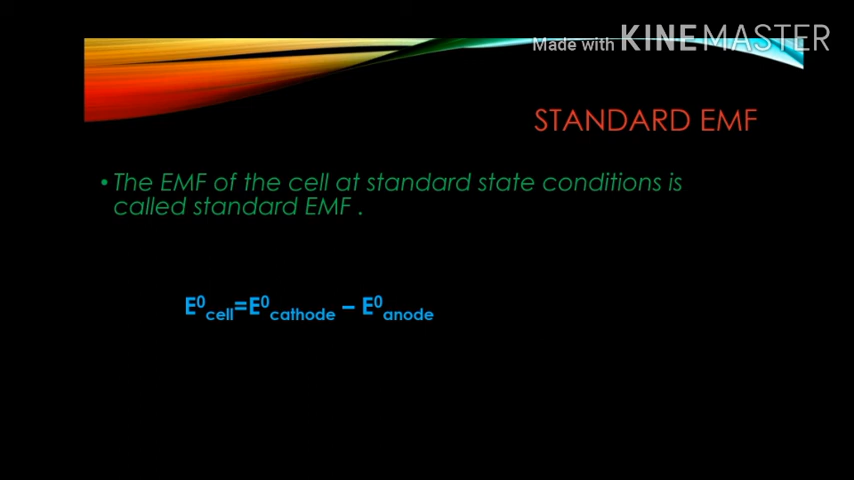 Made with KINEMASTER
STANDARD EMF
• The EMF of the cell at standard state conditions is
called standard EMF .
E⁰cell=E⁰cathode – E⁰anode